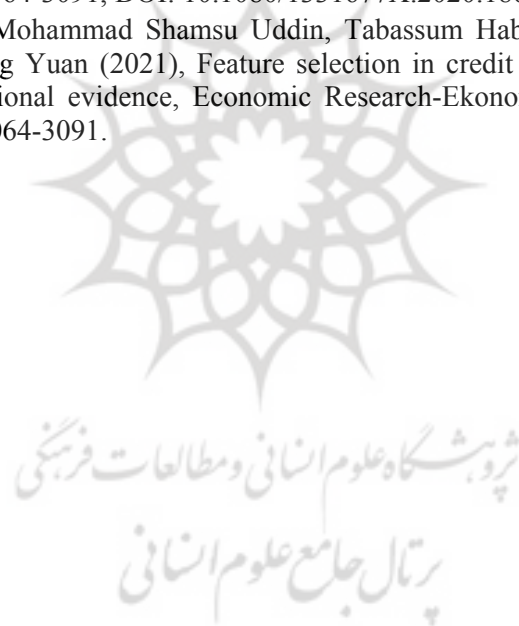 64-3091, DOI: 10.1080/1331677X.2020.
Mohammad Shamsu Uddin, Tabassum Hab
g Yuan (2021), Feature selection in credit
ional evidence, Economic Research-Ekono
064-3091.
پژوهشگاه علوم انسانی و مطالعات فرهنگی
پرتال جامع علوم انسانی